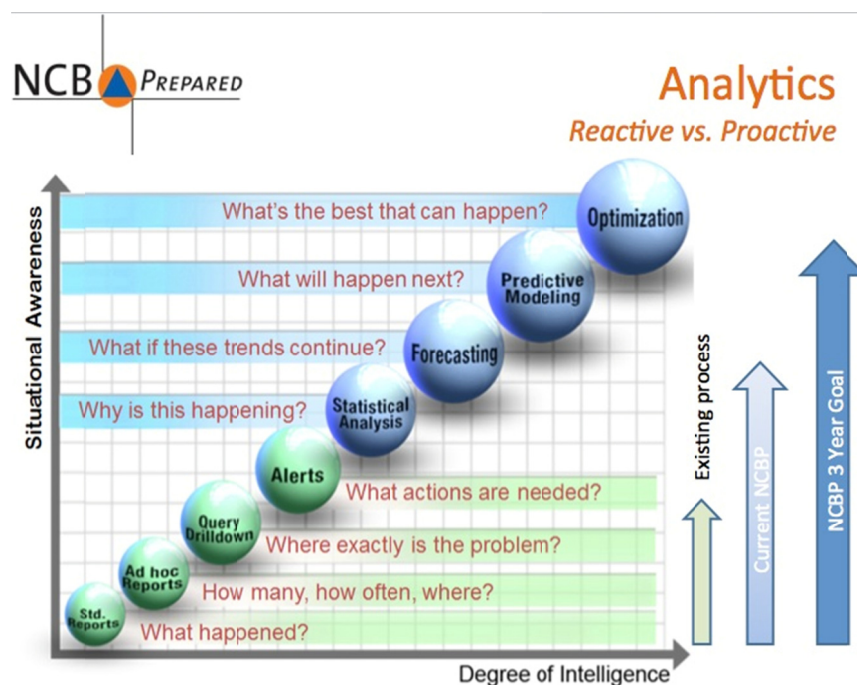 NCB PREPARED
Analytics
Reactive vs. Proactive
Situational Awareness
What's the best that can happen?
Optimization
What will happen next?
Predictive
Modeling
What if these trends continue?
Forecasting
Why is this happening?
Statistical
Analysis
Alerts
What actions are needed?
Query
Drilldown
Where exactly is the problem?
Ad hoc
Reports
How many, how often, where?
Std.
Reports
What happened?
Degree of Intelligence
Existing process
Current NCBP
NCBP 3 Year Goal